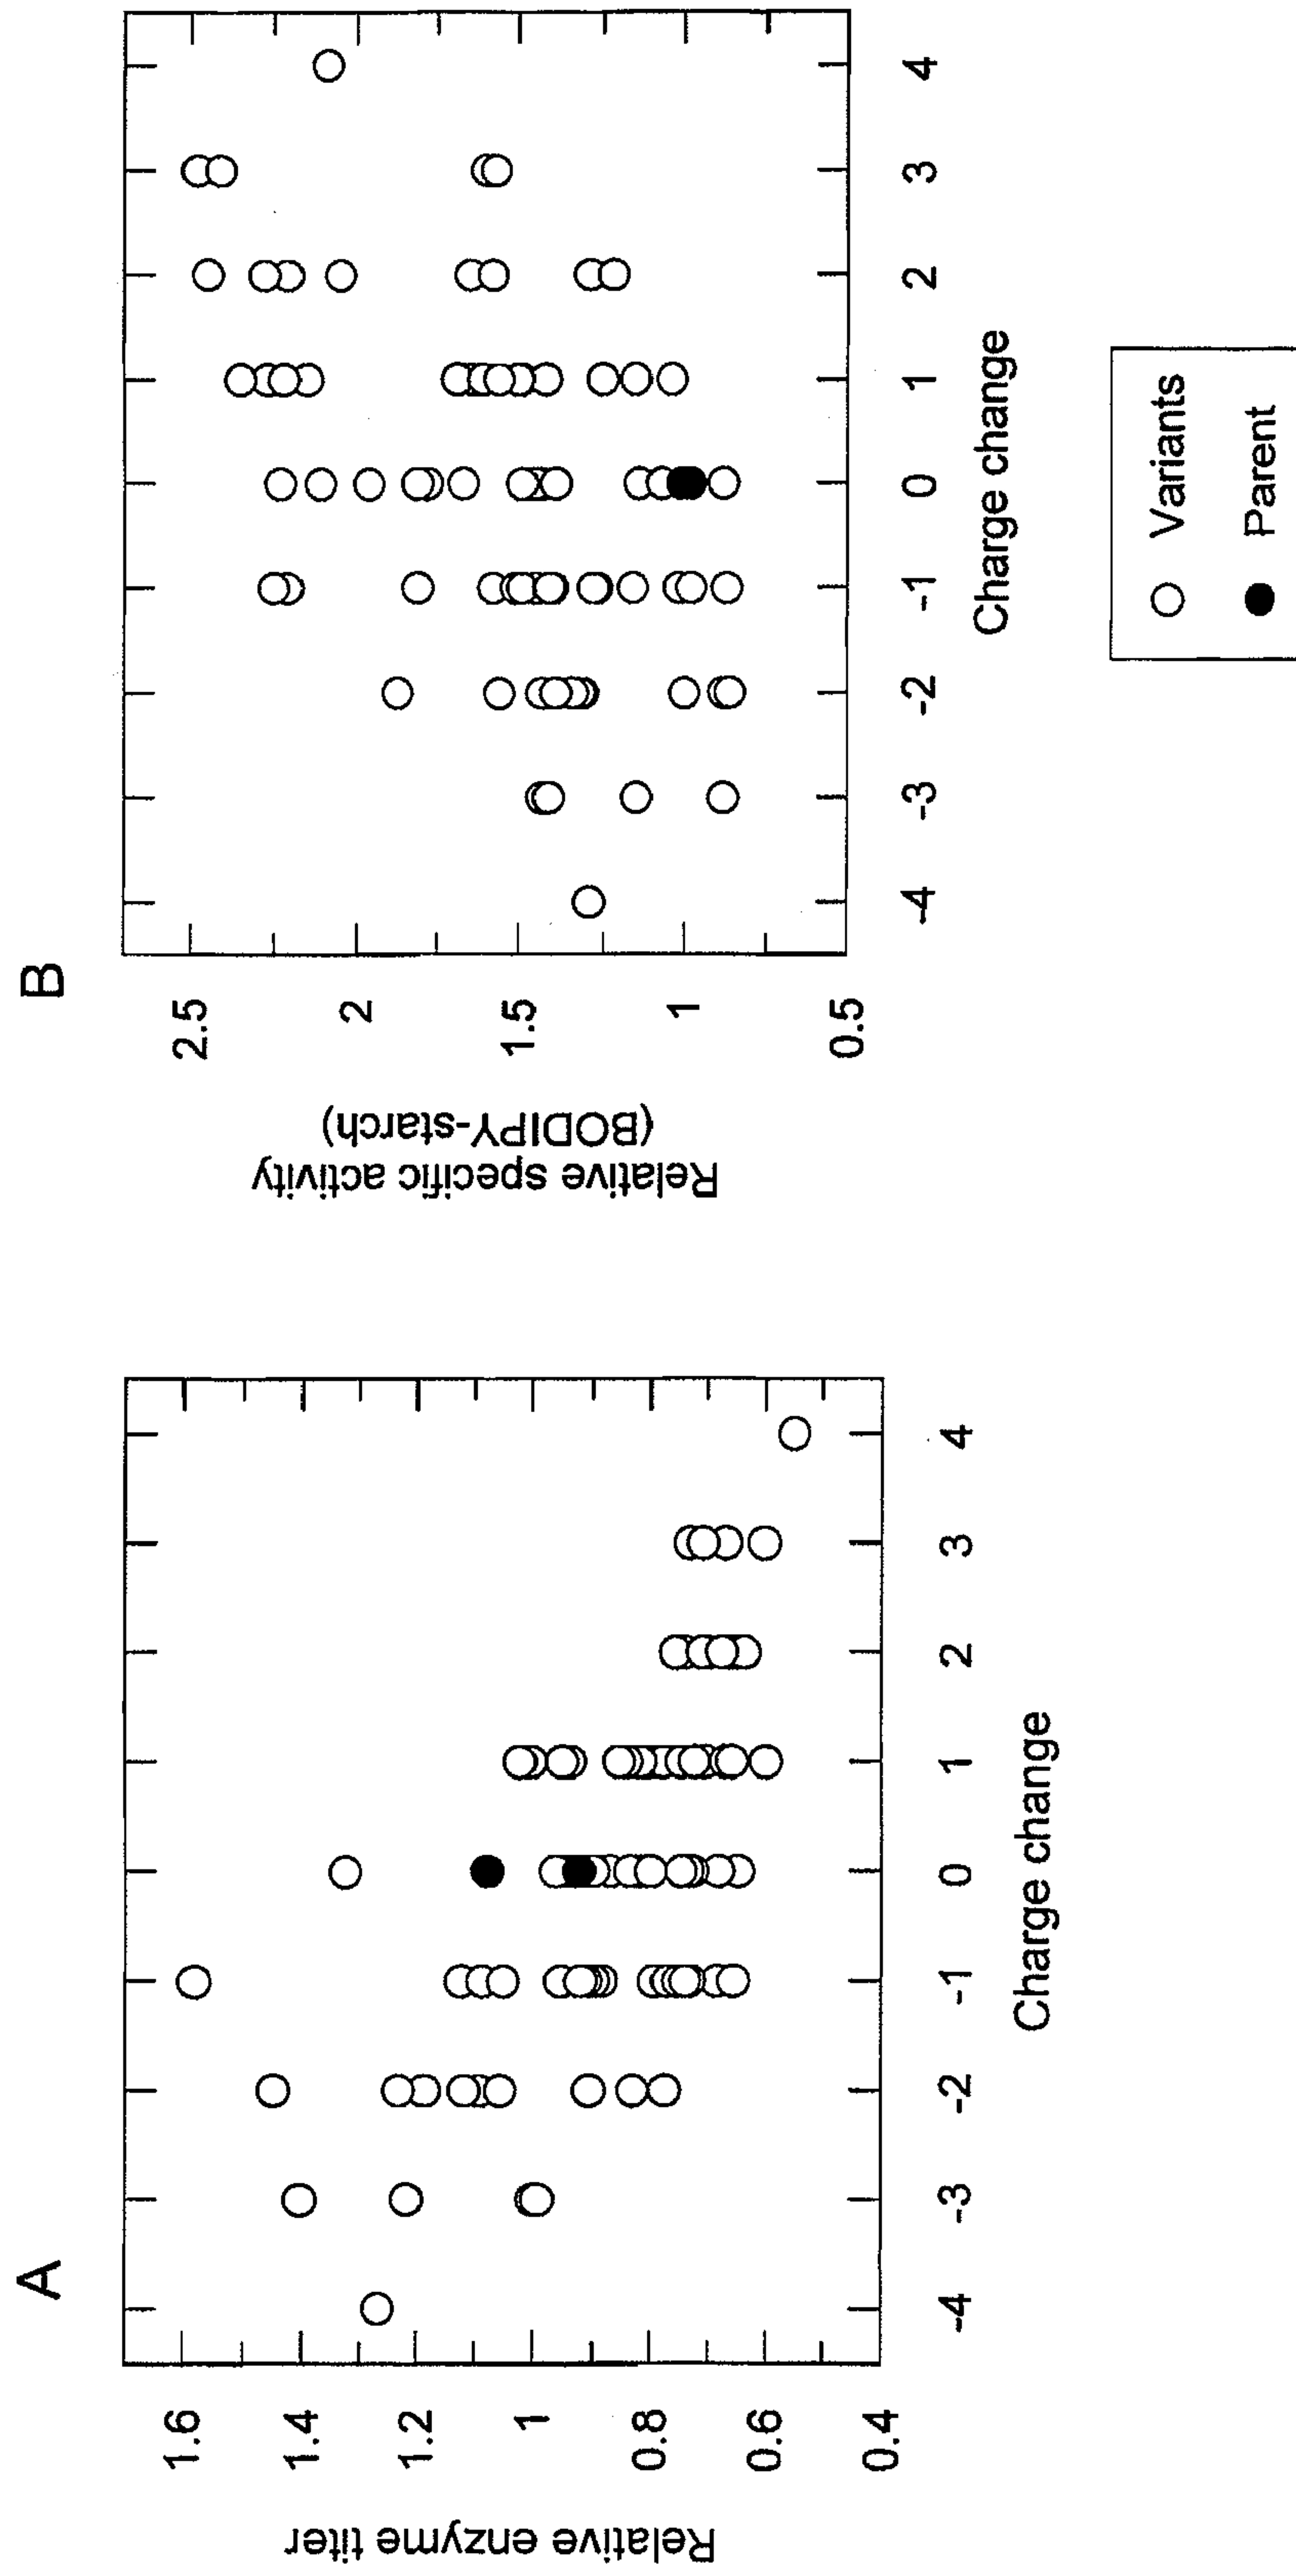 A
Relative enzyme titer
1.6
1.4
1.2
1
0.8
0.6
0.4
-4 -3 -2 -1 0 1 2 3 4
Charge change
B
Relative specific activity
(BODIPY-starch)
2.5
2
1.5
1
0.5
-4 -3 -2 -1 0 1 2 3 4
Charge change
Variants
Parent